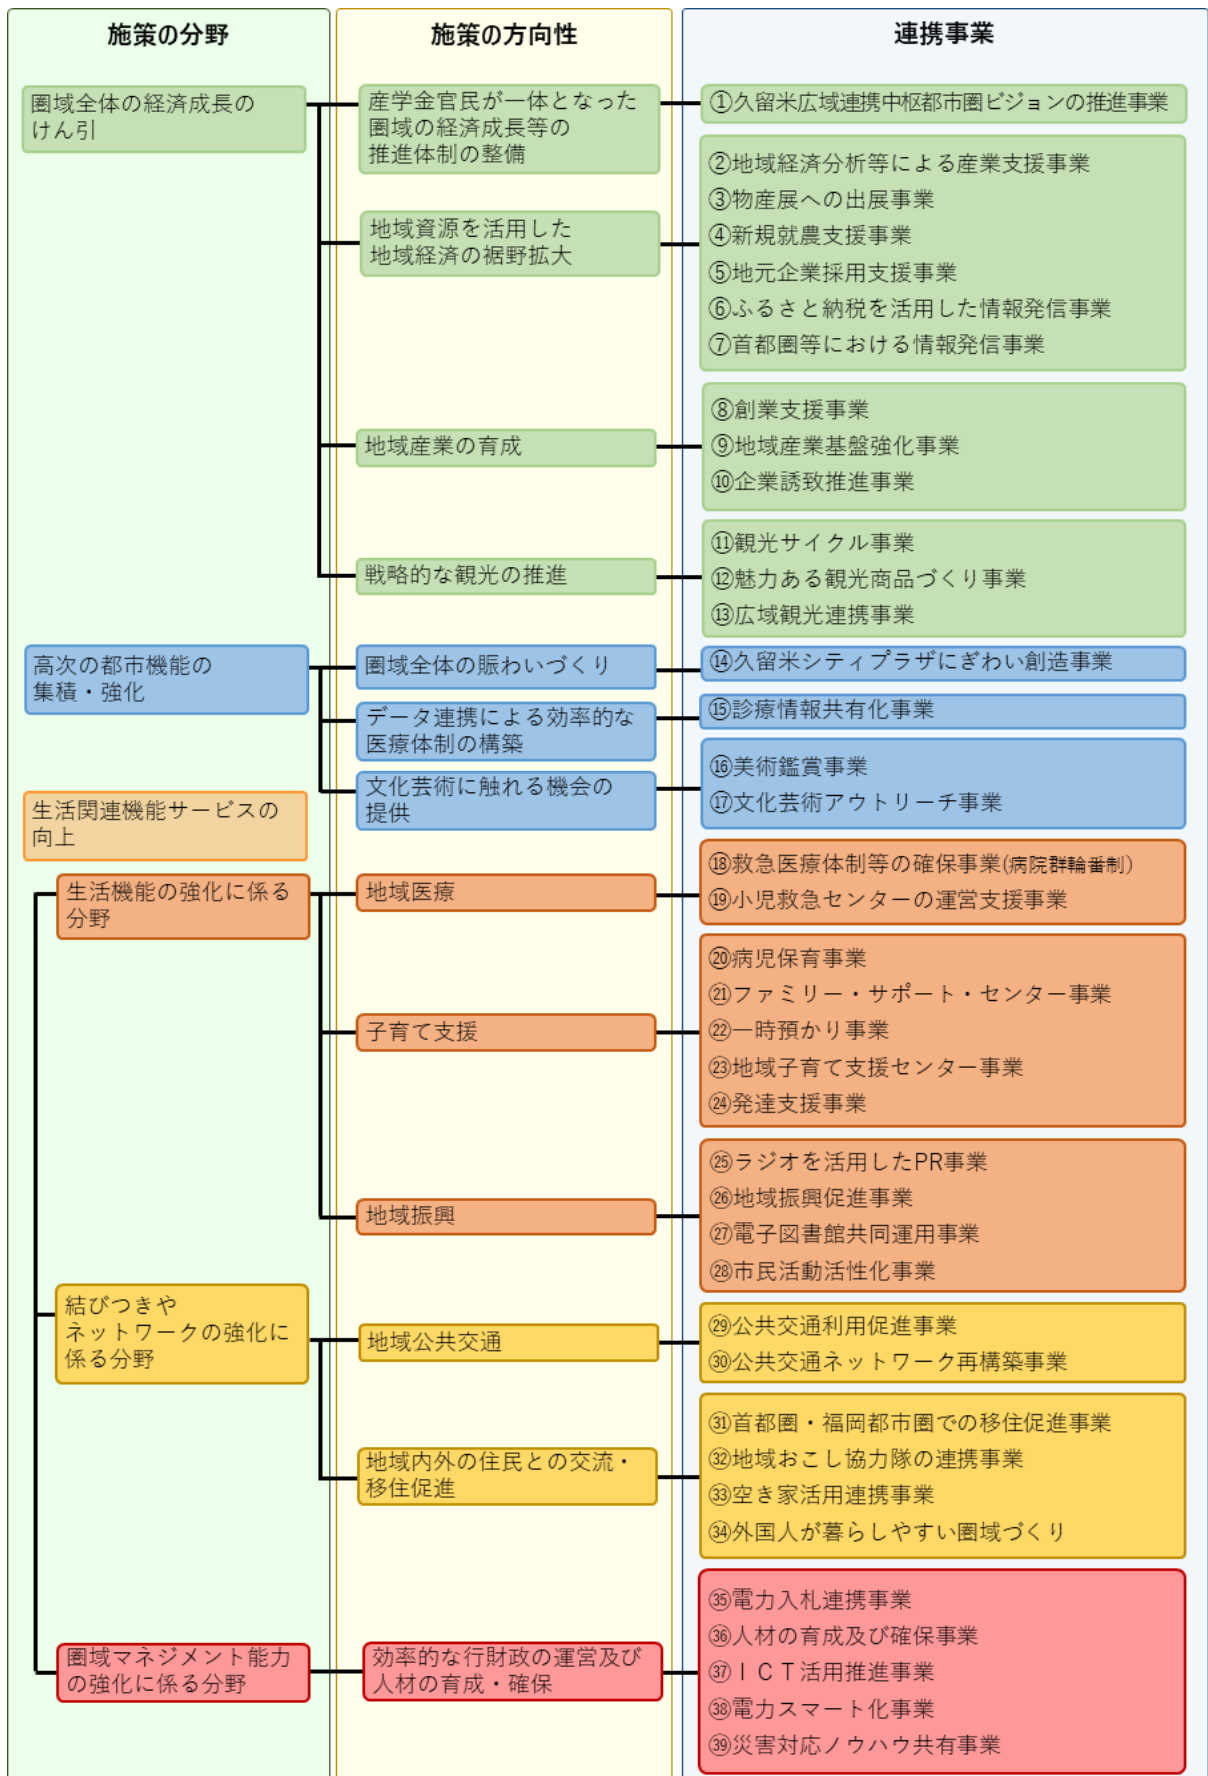 施策の分野
施策の方向性
連携事業
圏域全体の経済成長の
けん引
産学金官民が一体となった
圏域の経済成長等の
推進体制の整備
①久留米広域連携中枢都市圏ビジョンの推進事業
地域資源を活用した
地域経済の裾野拡大
②地域経済分析等による産業支援事業
③物産展への出展事業
④新規就農支援事業
⑤地元企業採用支援事業
⑥ふるさと納税を活用した情報発信事業
⑦首都圏等における情報発信事業
地域産業の育成
⑧創業支援事業
⑨地域産業基盤強化事業
⑩企業誘致推進事業
戦略的な観光の推進
⑪観光サイクル事業
⑫魅力ある観光商品づくり事業
⑬広域観光連携事業
高次の都市機能の
集積・強化
圏域全体の賑わいづくり
⑭久留米シティプラザにぎわい創造事業
データ連携による効率的な
医療体制の構築
⑮診療情報共有化事業
文化芸術に触れる機会の
提供
⑯美術鑑賞事業
⑰文化芸術アウトリーチ事業
生活関連機能サービスの
向上
生活機能の強化に係る
分野
地域医療
⑱救急医療体制等の確保事業(病院群輪番制)
⑲小児救急センターの運営支援事業
子育て支援
⑳病児保育事業
㉑ファミリー・サポート・センター事業
㉒一時預かり事業
㉓地域子育て支援センター事業
㉔発達支援事業
地域振興
㉕ラジオを活用したPR事業
㉖地域振興促進事業
㉗電子図書館共同運用事業
㉘市民活動活性化事業
結びつきや
ネットワークの強化に
係る分野
地域公共交通
㉙公共交通利用促進事業
㉚公共交通ネットワーク再構築事業
地域内外の住民との交流・
移住促進
㉛首都圏・福岡都市圏での移住促進事業
㉜地域おこし協力隊の連携事業
㉝空き家活用連携事業
㉞外国人が暮らしやすい圏域づくり
圏域マネジメント能力
の強化に係る分野
効率的な行財政の運営及び
人材の育成・確保
㉟電力入札連携事業
㊱人材の育成及び確保事業
㊲ＩＣＴ活用推進事業
㊳電力スマート化事業
㊴災害対応ノウハウ共有事業